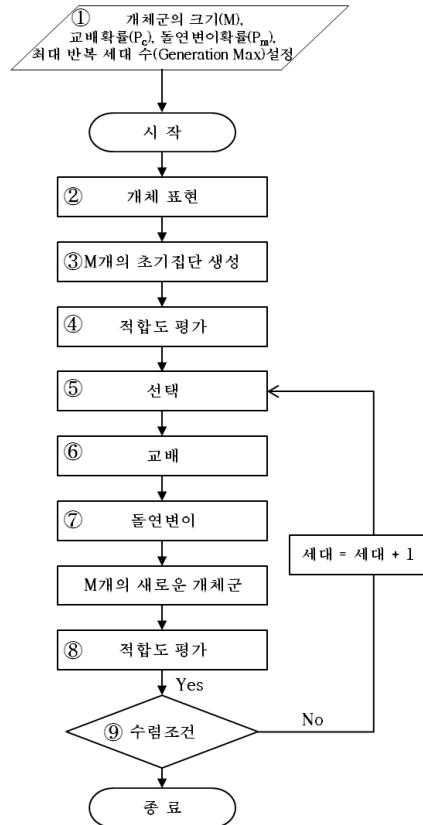 ① 개체군의 크기(M),
교배확률(Pc), 돌연변이확률(Pm),
최대 반복 세대 수(Generation Max)설정
시 작
② 개체 표현
③ M개의 초기집단 생성
④ 적합도 평가
⑤ 선택
⑥ 교배
⑦ 돌연변이
세대 = 세대 + 1
M개의 새로운 개체군
⑧ 적합도 평가
Yes
No
⑨ 수렴조건
종 료